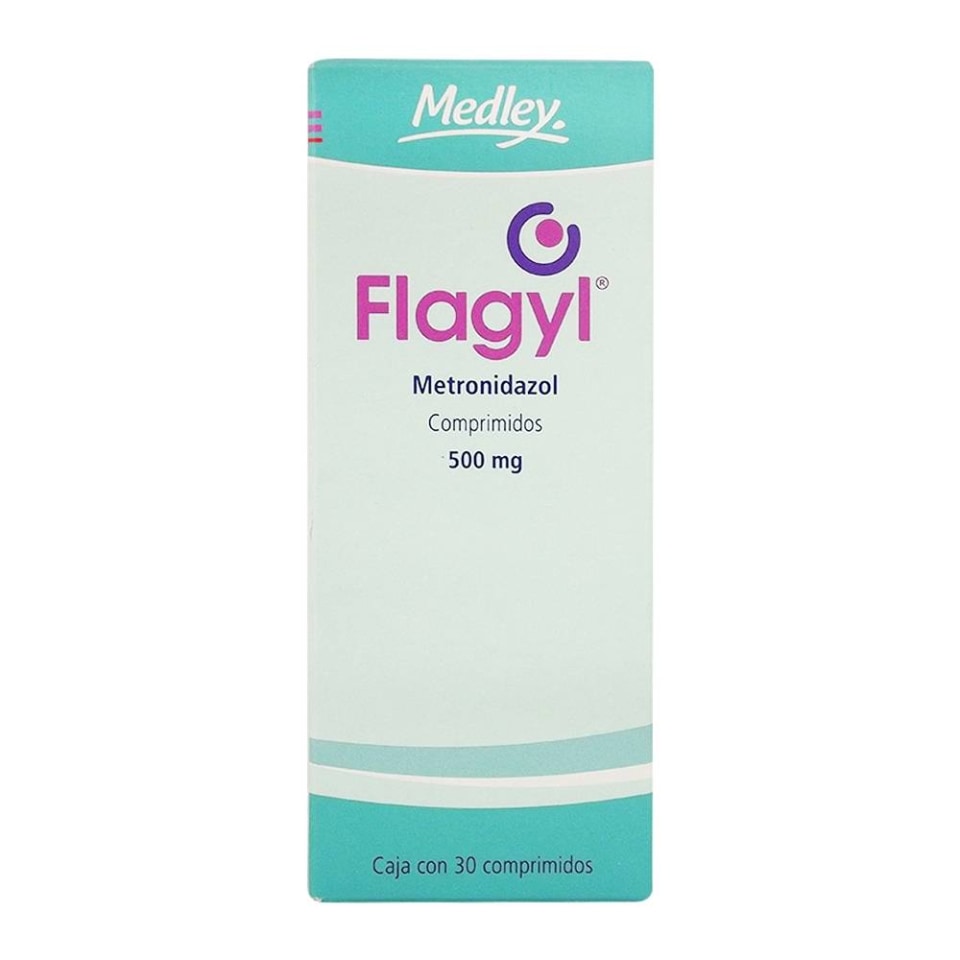 Medley.
Flagyl®
Metronidazol
Comprimidos
500 mg
Caja con 30 comprimidos